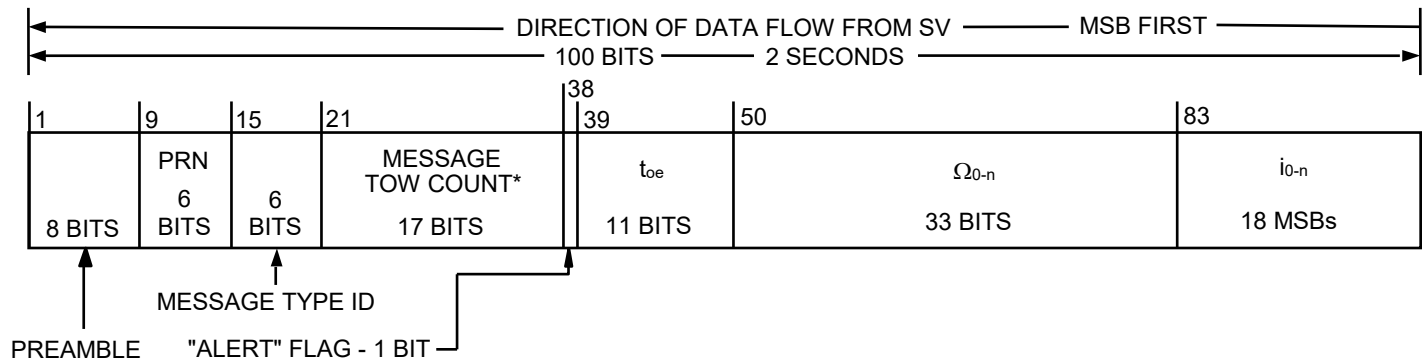 DIRECTION OF DATA FLOW FROM SV MSB FIRST
100 BITS 2 SECONDS
38
1 9 15 21 39 50 83
PRN
6
BITS
MESSAGE
TOW COUNT*
toe
Ω0-n
i0-n
8 BITS
6
BITS
17 BITS
11 BITS
33 BITS
18 MSBs
MESSAGE TYPE ID
PREAMBLE
"ALERT" FLAG - 1 BIT